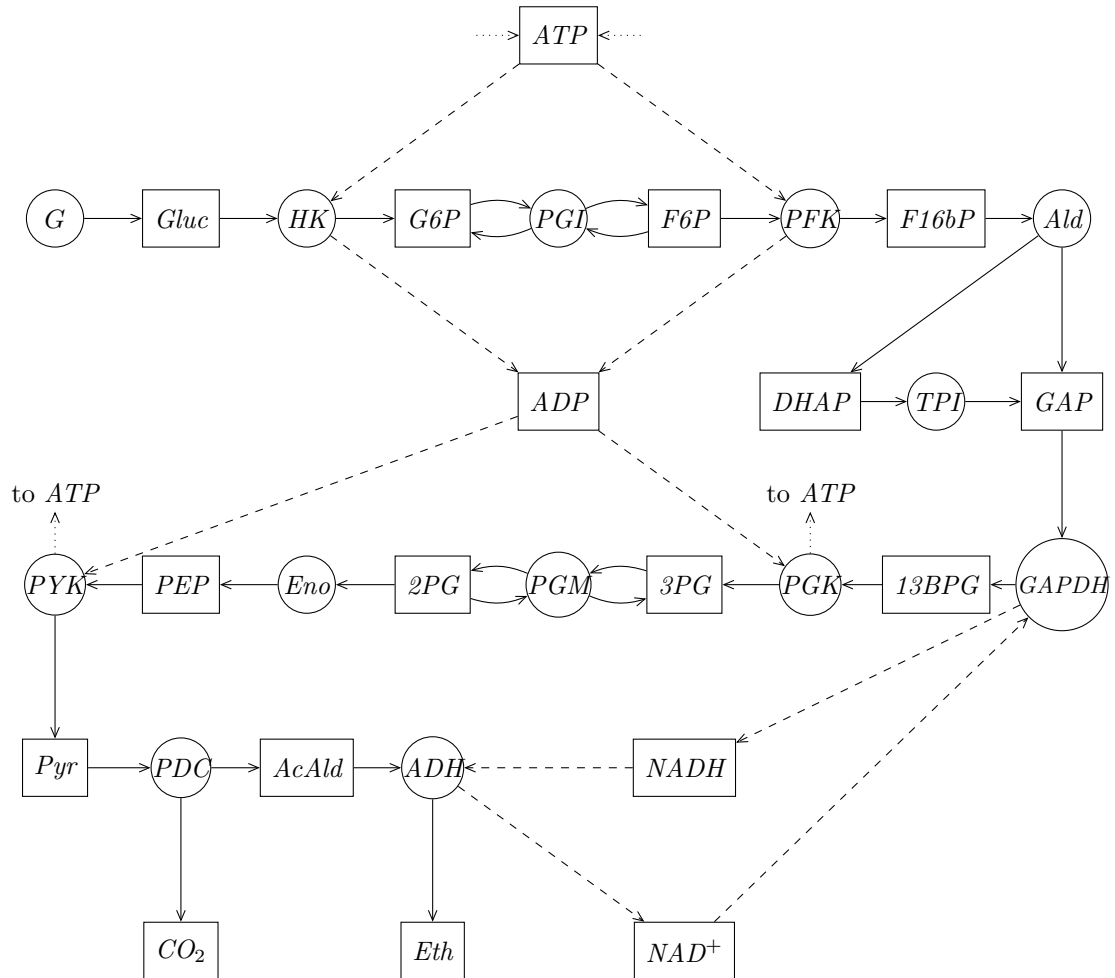 ATP
G Gluc HK G6P PGI F6P PFK F16bP Ald
ADP DHAP TPI GAP
to ATP to ATP
PYK PEP Eno 2PG PGM 3PG PGK 13BPG GAPDH
Pyr PDC AcAld ADH NADH
CO₂ Eth NAD⁺